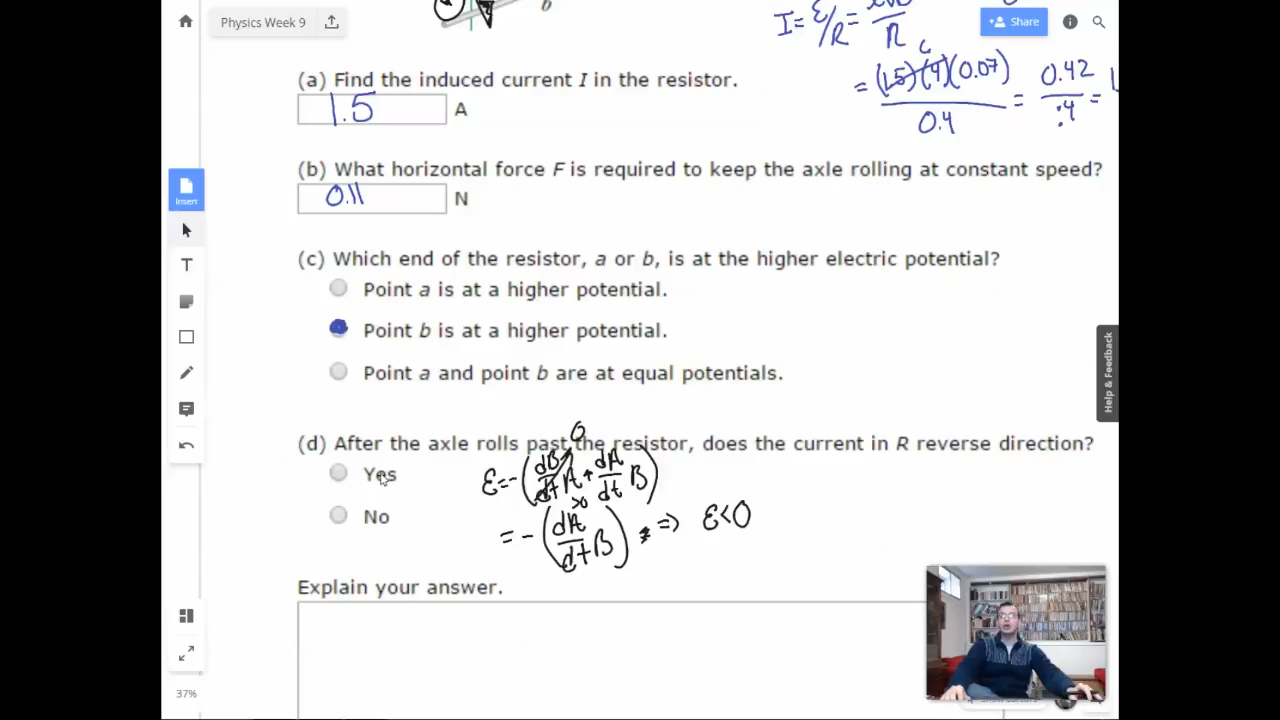 Physics Week 9
Share
b
I = ε/R =
R
= (1.5)(4)(0.07)
0.4
6
= 0.42
.4
=
(a) Find the induced current I in the resistor.
1.5 A
(b) What horizontal force F is required to keep the axle rolling at constant speed?
0.11 N
Insert
(c) Which end of the resistor, a or b, is at the higher electric potential?
Point a is at a higher potential.
Point b is at a higher potential.
Point a and point b are at equal potentials.
Help & Feedback
(d) After the axle rolls past the resistor, does the current in R reverse direction?
Yes
No
0
ε = -(dB/dt A + dA/dt B)
>0
= -(dA/dt B) => ε<0
Explain your answer.
37%